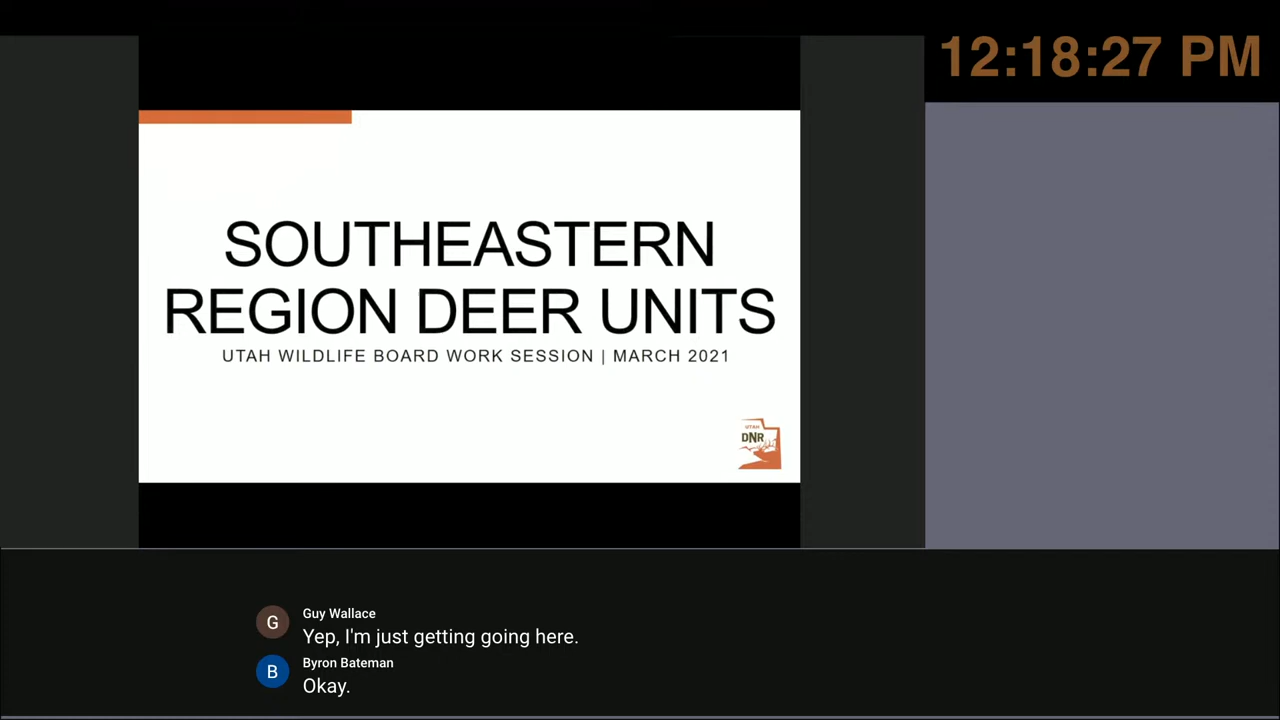 12:18:27 PM
SOUTHEASTERN
REGION DEER UNITS
UTAH WILDLIFE BOARD WORK SESSION | MARCH 2021
UTAH
DNR
G
Guy Wallace
Yep, I'm just getting going here.
B
Byron Bateman
Okay.